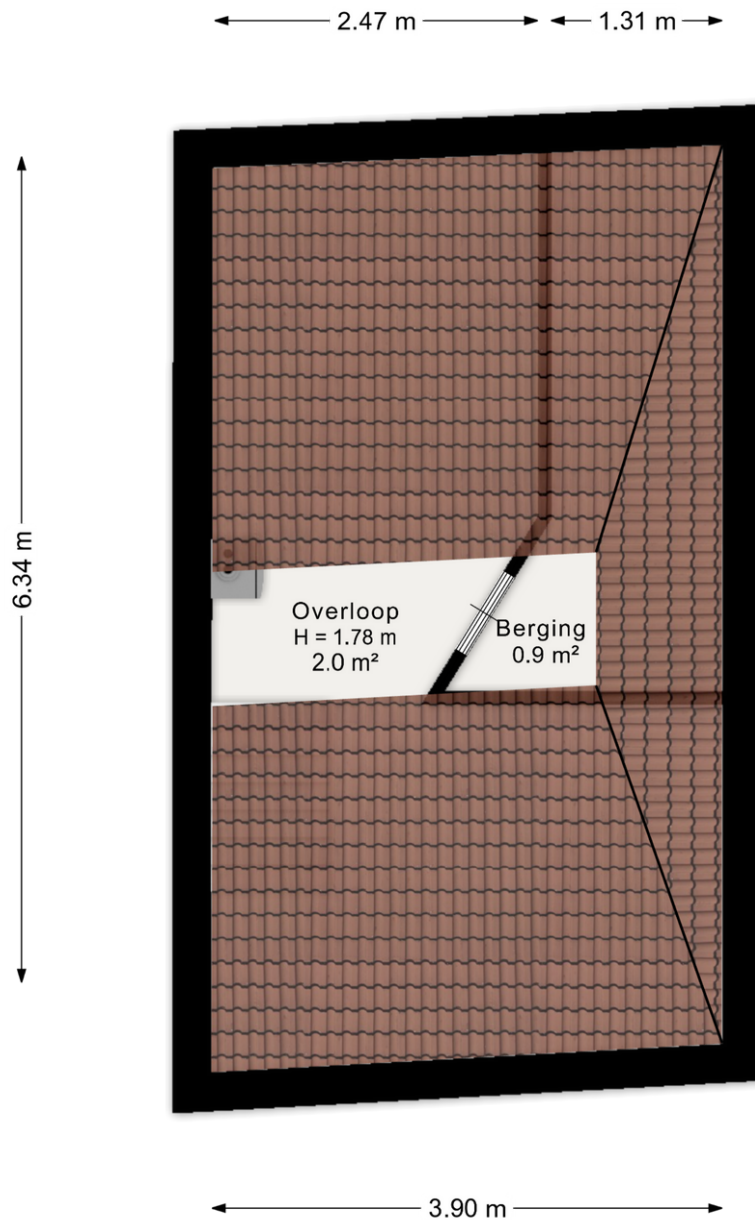 2.47 m
1.31 m
6.34 m
Overloop
H = 1.78 m
2.0 m²
Berging
0.9 m²
3.90 m